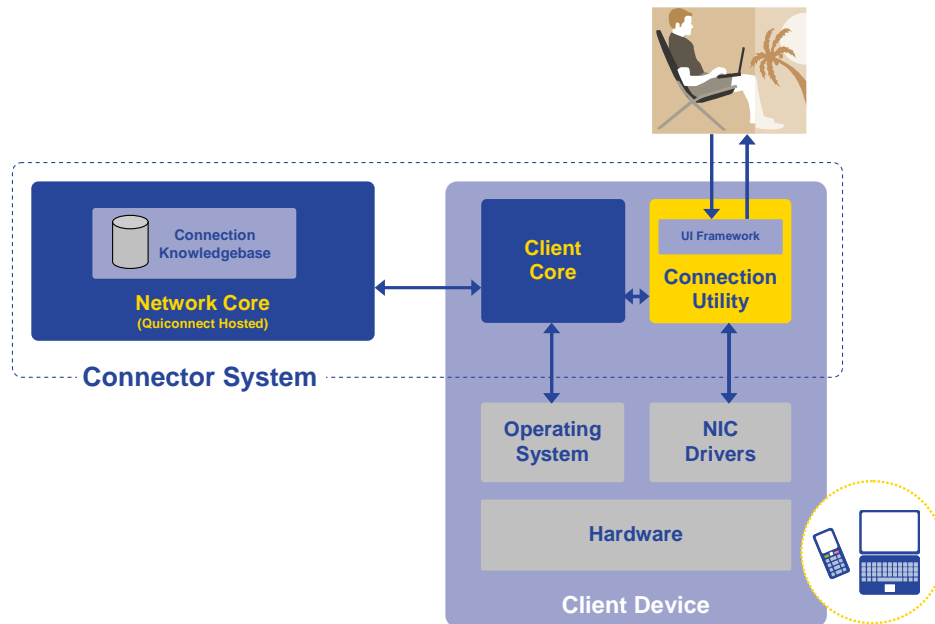 Connection
Knowledgebase
Network Core
(Quiconnect Hosted)
Connector System
Client
Core
UI Framework
Connection
Utility
Operating
System
NIC
Drivers
Hardware
Client Device